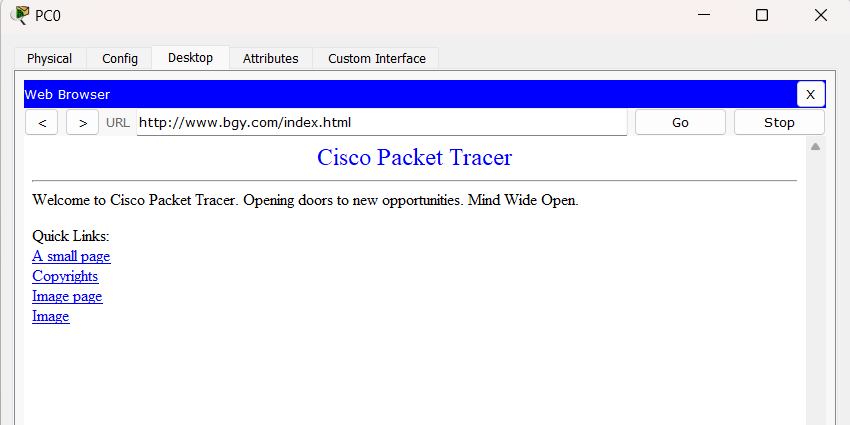 PC0
Physical Config Desktop Attributes Custom Interface
Web Browser X
< > URL http://www.bgy.com/index.html Go Stop
Cisco Packet Tracer
Welcome to Cisco Packet Tracer. Opening doors to new opportunities. Mind Wide Open.
Quick Links:
A small page
Copyrights
Image page
Image